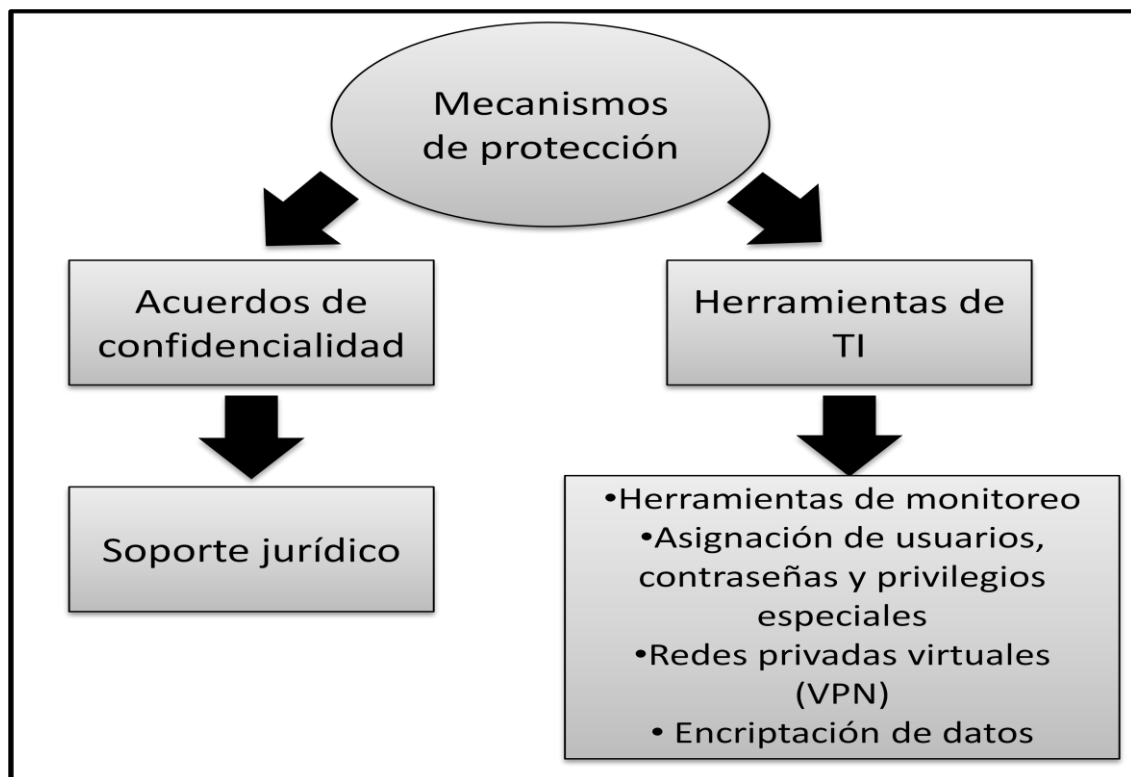 Mecanismos
de protección
Acuerdos de
confidencialidad
Herramientas de
TI
Soporte jurídico
•Herramientas de monitoreo
•Asignación de usuarios,
contraseñas y privilegios
especiales
•Redes privadas virtuales
(VPN)
• Encriptación de datos